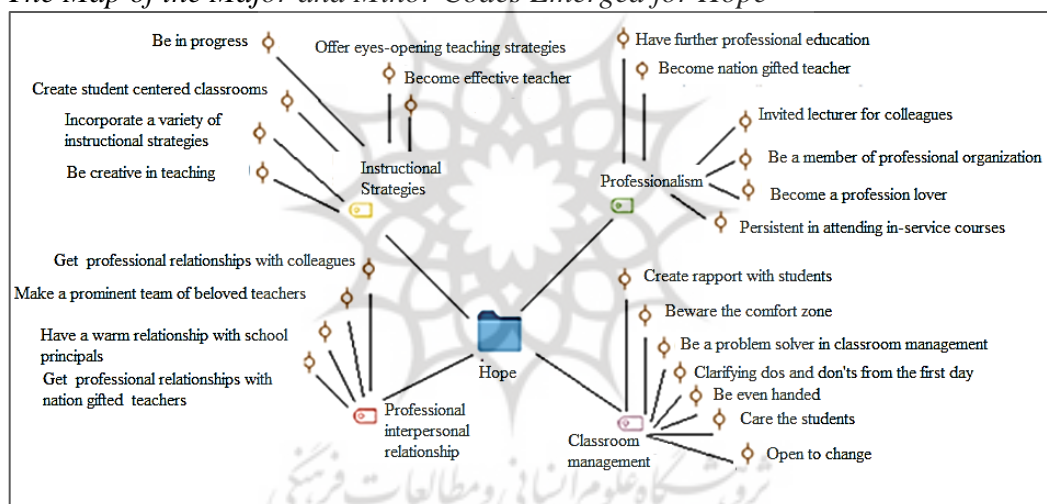 The Map of the Major and Minor Codes Emerged for Hope
Be in progress
Offer eyes-opening teaching strategies
Become effective teacher
Create student centered classrooms
Incorporate a variety of
instructional strategies
Be creative in teaching
Instructional
Strategies
Have further professional education
Become nation gifted teacher
Invited lecturer for colleagues
Be a member of professional organization
Become a profession lover
Persistent in attending in-service courses
Professionalism
Get professional relationships with colleagues
Make a prominent team of beloved teachers
Have a warm relationship with school
principals
Get professional relationships with
nation gifted teachers
Professional
interpersonal
relationship
Hope
Create rapport with students
Beware the comfort zone
Be a problem solver in classroom management
Clarifying dos and don'ts from the first day
Be even handed
Care the students
Open to change
Classroom
management
پژوهشگاه علوم انسانی و مطالعات فرهنگی